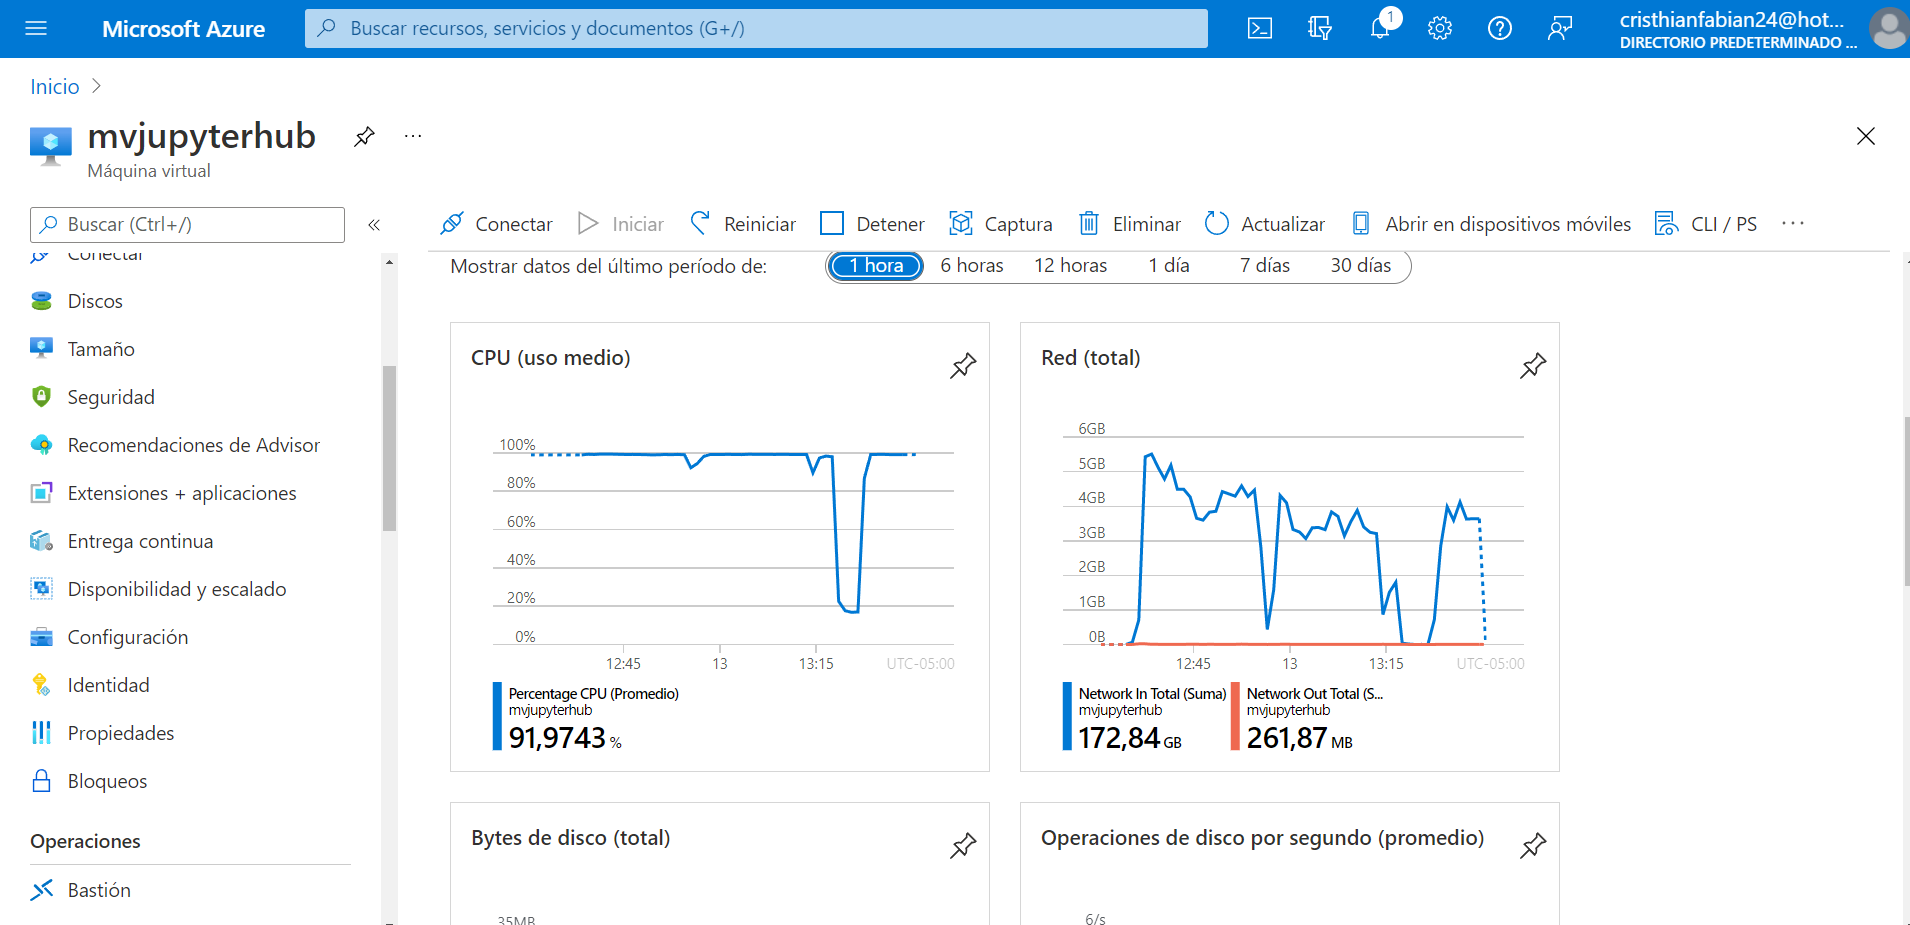 Microsoft Azure
Buscar recursos, servicios y documentos (G+/)
1
cristhianfabian24@hot...
DIRECTORIO PREDETERMINADO ...
Inicio
mvjupyterhub
...
Máquina virtual
Buscar (Ctrl+/)
«
Conectar
Iniciar
Reiniciar
Detener
Captura
Eliminar
Actualizar
Abrir en dispositivos móviles
CLI / PS
...
Conectar
Discos
Tamaño
Seguridad
Recomendaciones de Advisor
Extensiones + aplicaciones
Entrega continua
Disponibilidad y escalado
Configuración
Identidad
Propiedades
Bloqueos
Operaciones
Bastión
Mostrar datos del último período de:
1 hora
6 horas
12 horas
1 día
7 días
30 días
CPU (uso medio)
100%
80%
60%
40%
20%
0%
12:45
13
13:15
UTC-05:00
Percentage CPU (Promedio)
mvjupyterhub
91,9743 %
Red (total)
6GB
5GB
4GB
3GB
2GB
1GB
0B
12:45
13
13:15
UTC-05:00
Network In Total (Suma)
mvjupyterhub
172,84 GB
Network Out Total (S...
mvjupyterhub
261,87 MB
Bytes de disco (total)
35MB
Operaciones de disco por segundo (promedio)
6/s